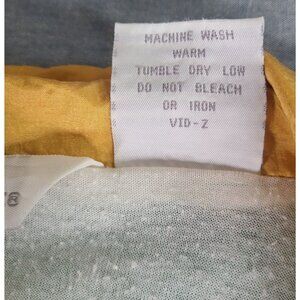 MACHINE WASH
WARM
TUMBLE DRY LOW
DO NOT BLEACH
OR IRON
VID-Z